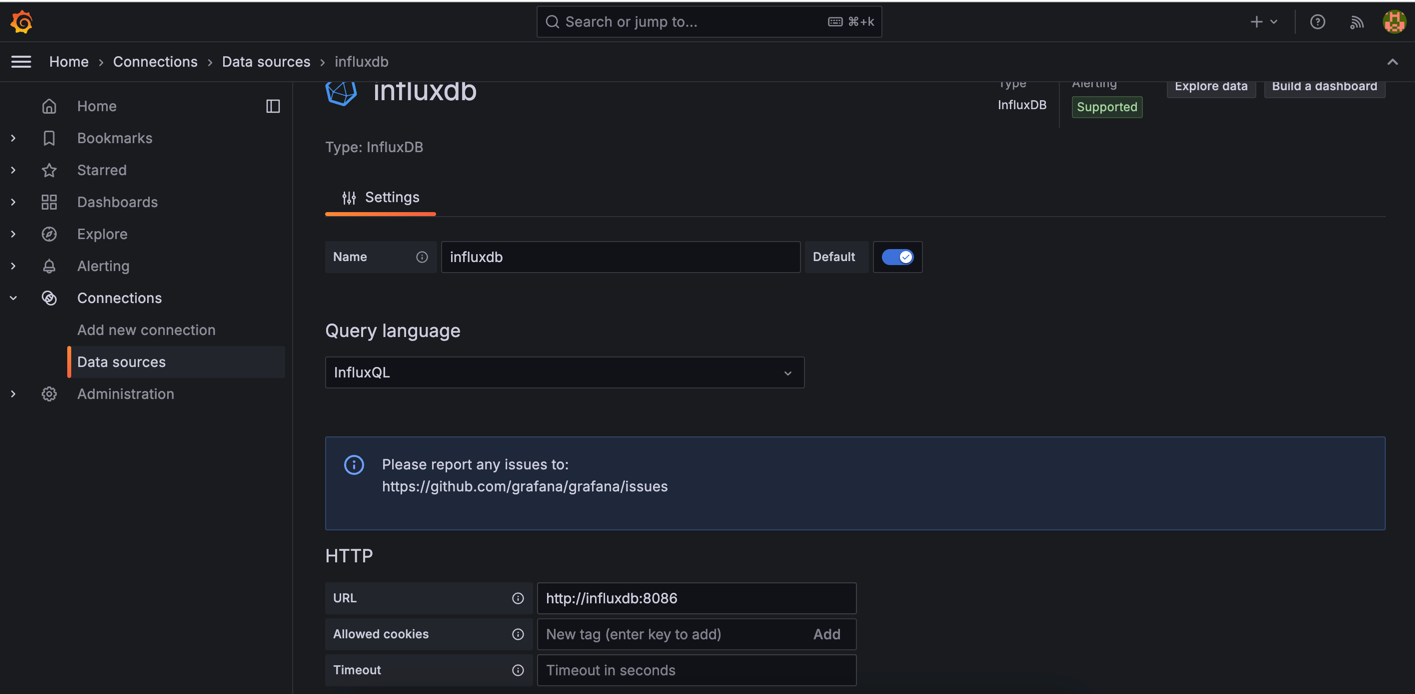 Search or jump to...
⌘+k
Home › Connections › Data sources › influxdb
Home
Bookmarks
Starred
Dashboards
Explore
Alerting
Connections
Add new connection
Data sources
Administration
influxdb
Type
InfluxDB
Alerting
Supported
Explore data
Build a dashboard
Type: InfluxDB
Settings
Name
influxdb
Default
Query language
InfluxQL
Please report any issues to:
https://github.com/grafana/grafana/issues
HTTP
URL
http://influxdb:8086
Allowed cookies
New tag (enter key to add)
Add
Timeout
Timeout in seconds